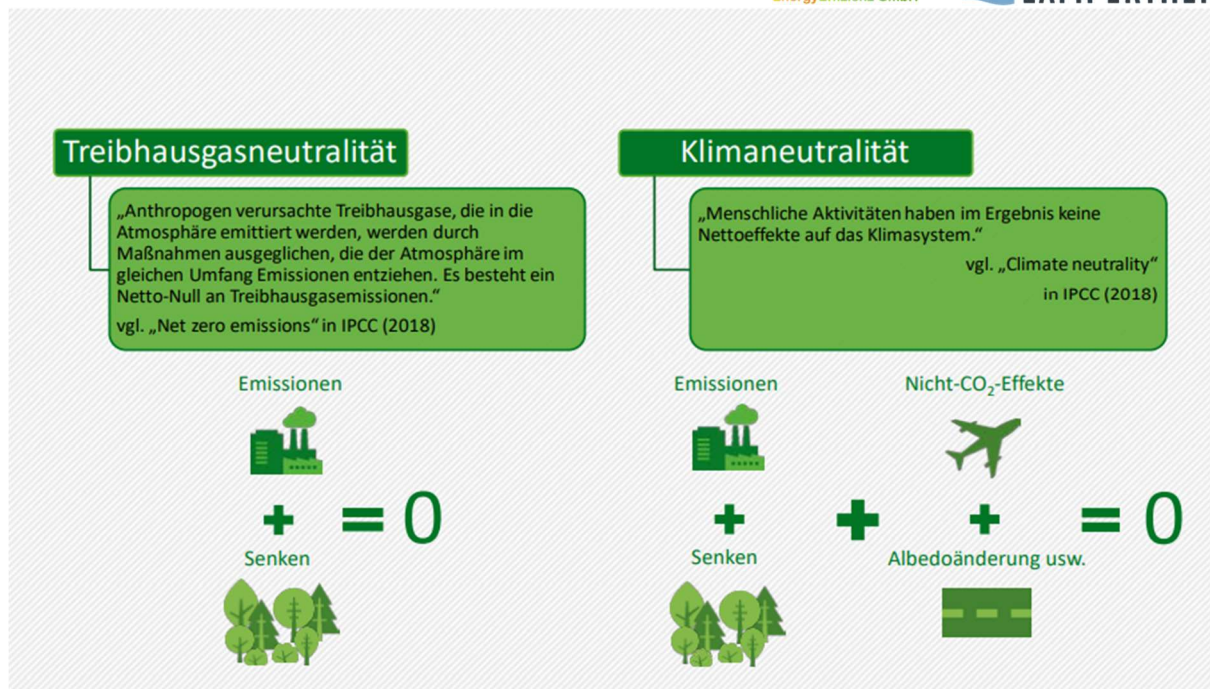 Treibhausgasneutralität
„Anthropogen verursachte Treibhausgase, die in die
Atmosphäre emittiert werden, werden durch
Maßnahmen ausgeglichen, die der Atmosphäre im
gleichen Umfang Emissionen entziehen. Es besteht ein
Netto-Null an Treibhausgasemissionen.“
vgl. „Net zero emissions“ in IPCC (2018)
Emissionen
+ = 0
Senken
Klimaneutralität
„Menschliche Aktivitäten haben im Ergebnis keine
Nettoeffekte auf das Klimasystem.“
vgl. „Climate neutrality“
in IPCC (2018)
Emissionen Nicht-CO₂-Effekte
+ + + = 0
Senken Albedoänderung usw.